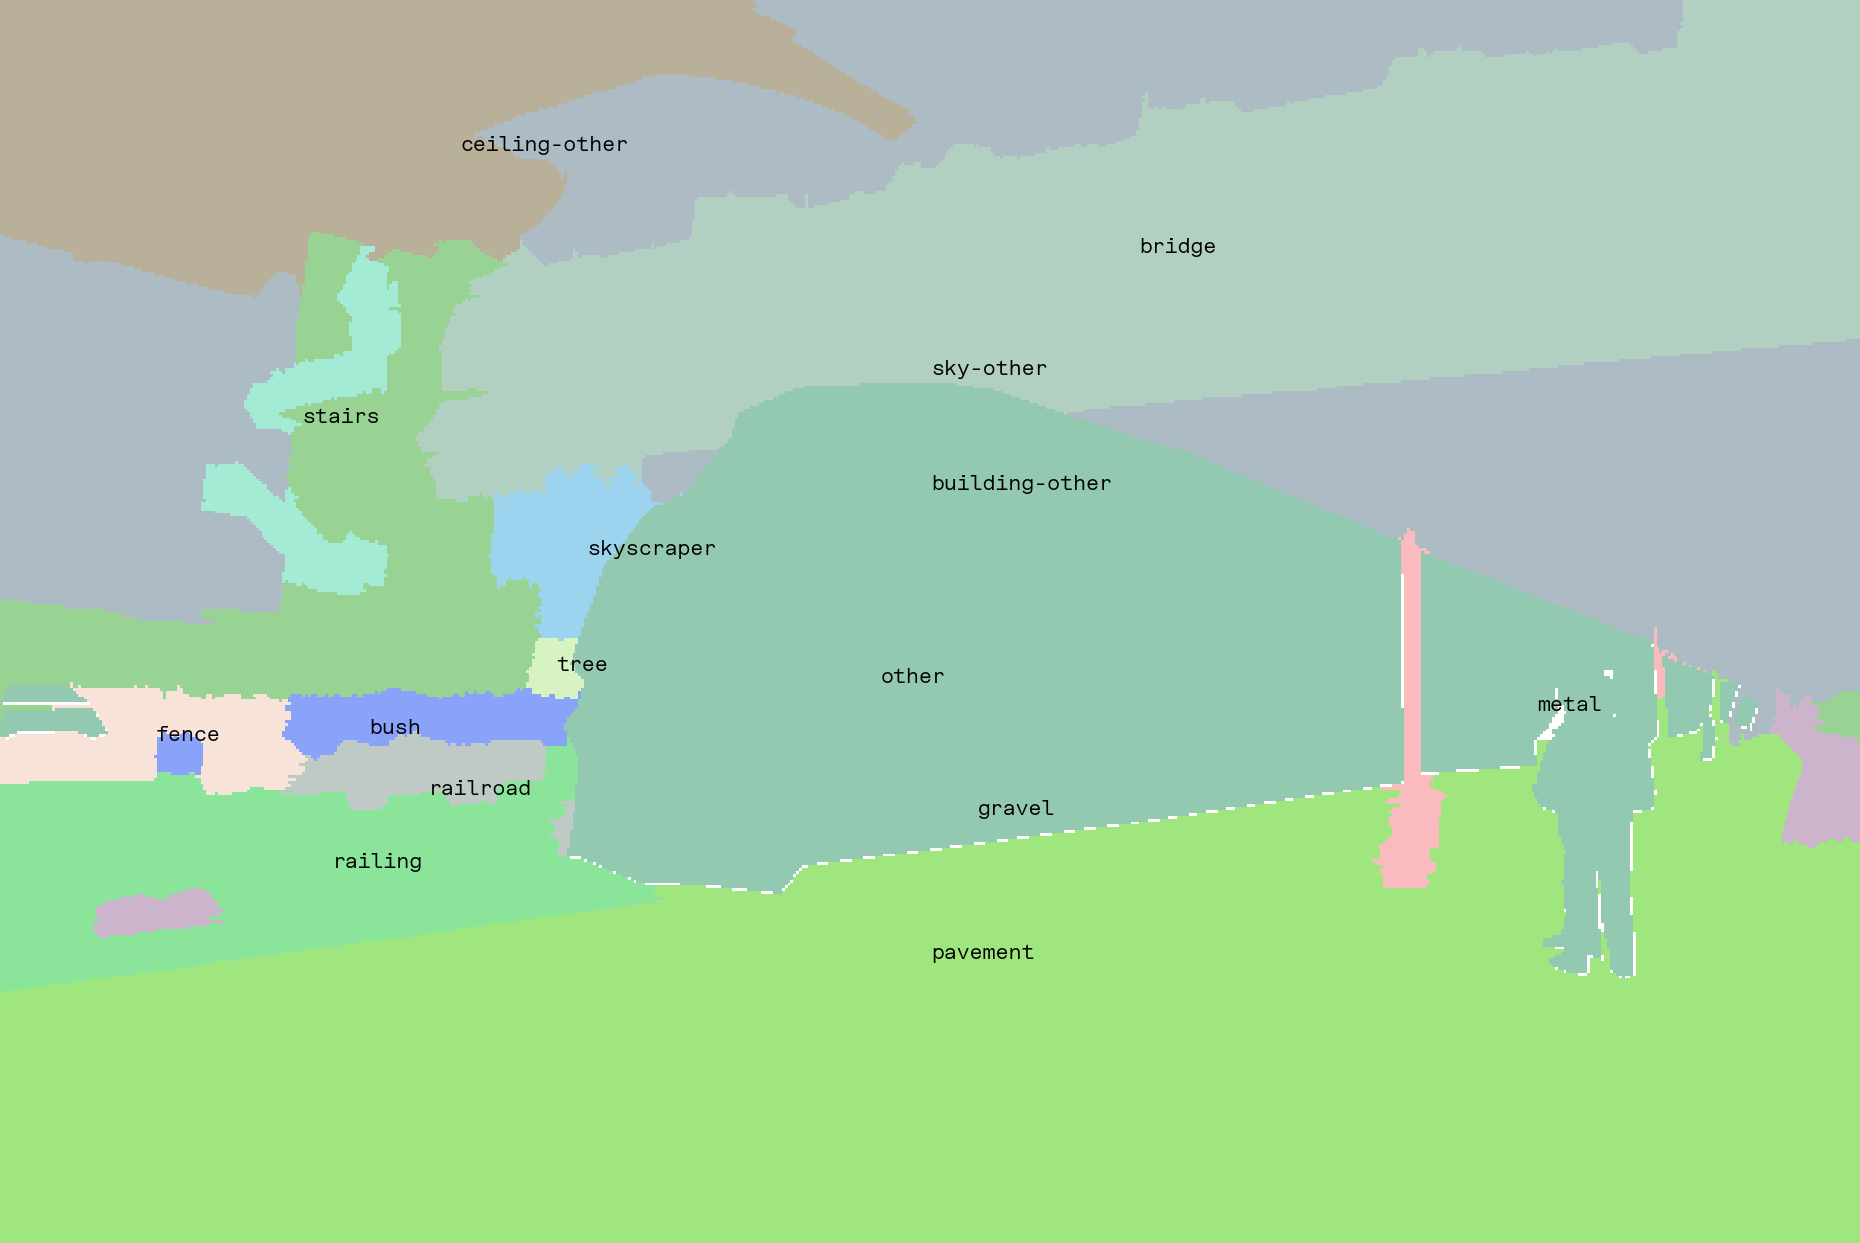 ceiling-other
bridge
sky-other
stairs
building-other
skyscraper
tree
other
metal
bush
fence
railroad
gravel
railing
pavement